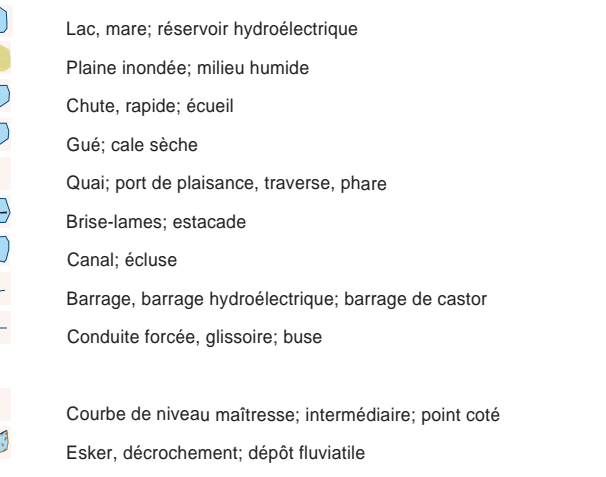 Lac, mare; réservoir hydroélectrique
Plaine inondée; milieu humide
Chute, rapide; écueil
Gué; cale sèche
Quai; port de plaisance, traverse, phare
Brise-lames; estacade
Canal; écluse
Barrage, barrage hydroélectrique; barrage de castor
Conduite forcée, glissoire; buse
Courbe de niveau maîtresse; intermédiaire; point coté
Esker, décrochement; dépôt fluviatile